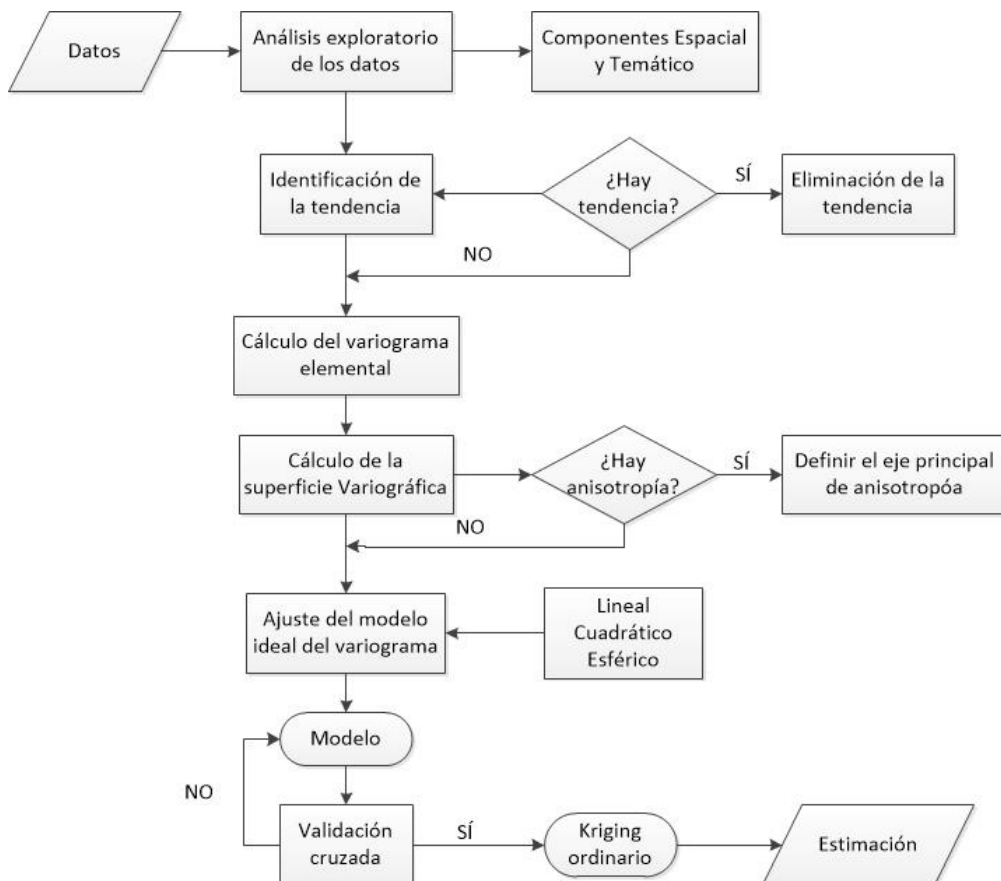 Datos
Análisis exploratorio
de los datos
Componentes Espacial
y Temático
Identificación de
la tendencia
¿Hay
tendencia?
SÍ
Eliminación de la
tendencia
NO
Cálculo del variograma
elemental
Cálculo de la
superficie Variográfica
¿Hay
anisotropía?
SÍ
Definir el eje principal
de anisotropóa
NO
Ajuste del modelo
ideal del variograma
Lineal
Cuadrático
Esférico
Modelo
NO
Validación
cruzada
SÍ
Kriging
ordinario
Estimación